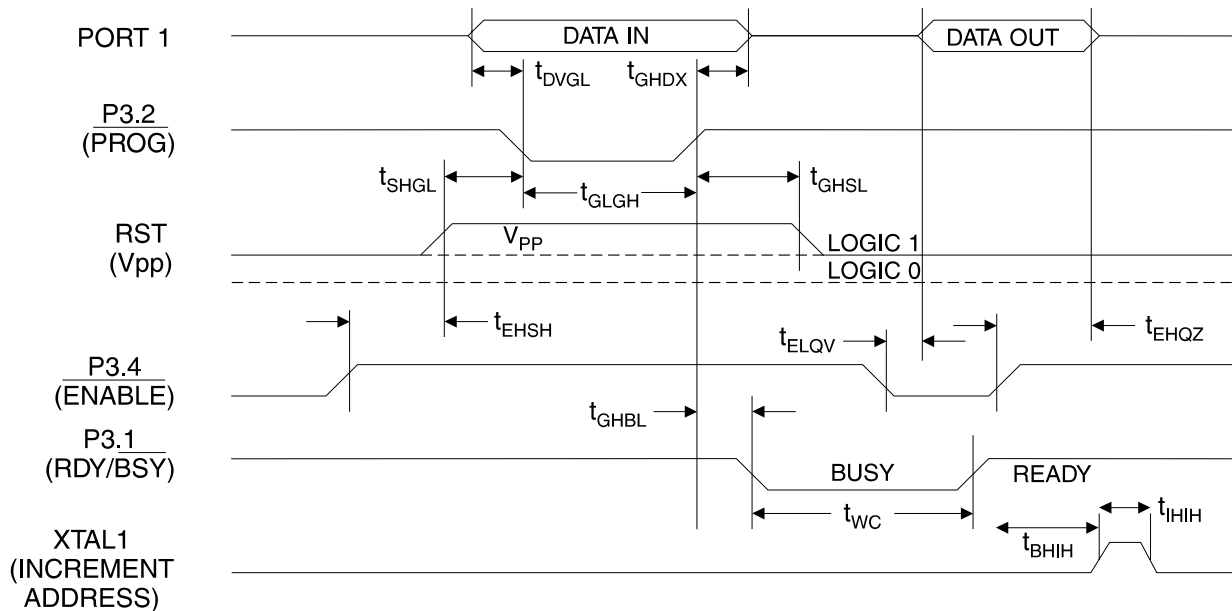 PORT 1
DATA IN
DATA OUT
tDVGL
tGHDX
P3.2
(PROG)
tSHGL
tGLGH
tGHSL
RST
(Vpp)
VPP
LOGIC 1
LOGIC 0
tEHSH
tELQV
tEHQZ
P3.4
(ENABLE)
tGHBL
P3.1
(RDY/BSY)
BUSY
READY
tWC
tIHIH
tBHIH
XTAL1
(INCREMENT
ADDRESS)